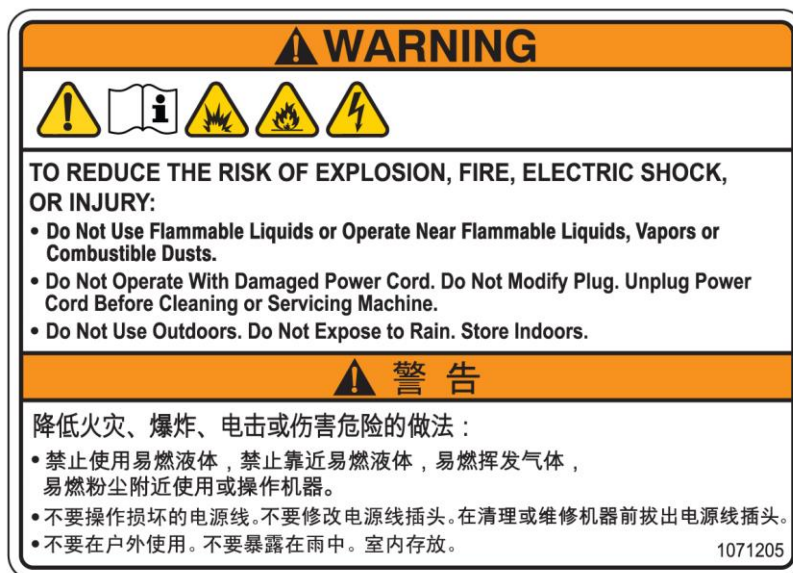 WARNING
i
TO REDUCE THE RISK OF EXPLOSION, FIRE, ELECTRIC SHOCK,
OR INJURY:
• Do Not Use Flammable Liquids or Operate Near Flammable Liquids, Vapors or
Combustible Dusts.
• Do Not Operate With Damaged Power Cord. Do Not Modify Plug. Unplug Power
Cord Before Cleaning or Servicing Machine.
• Do Not Use Outdoors. Do Not Expose to Rain. Store Indoors.
警 告
降低火灾、爆炸、电击或伤害危险的做法：
• 禁止使用易燃液体，禁止靠近易燃液体，易燃挥发气体，
易燃粉尘附近使用或操作机器。
• 不要操作损坏的电源线。不要修改电源线插头。在清理或维修机器前拔出电源线插头。
• 不要在户外使用。不要暴露在雨中。室内存放。
1071205